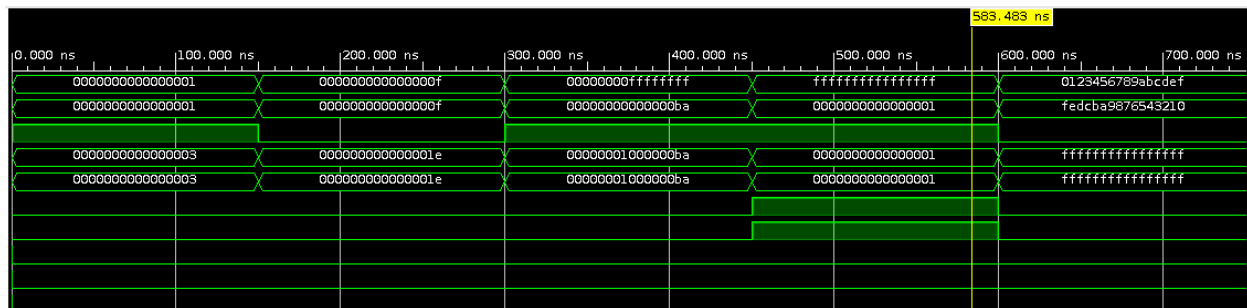 583.483 ns
0.000 ns 100.000 ns 200.000 ns 300.000 ns 400.000 ns 500.000 ns 600.000 ns 700.000 ns
0000000000000001 000000000000000f 00000000ffffffff ffffffffffffffff 0123456789abcdef
0000000000000001 000000000000000f 00000000000000ba 0000000000000001 fedcba9876543210
0000000000000003 000000000000001e 00000001000000ba 0000000000000001 ffffffffffffffff
0000000000000003 000000000000001e 00000001000000ba 0000000000000001 ffffffffffffffff